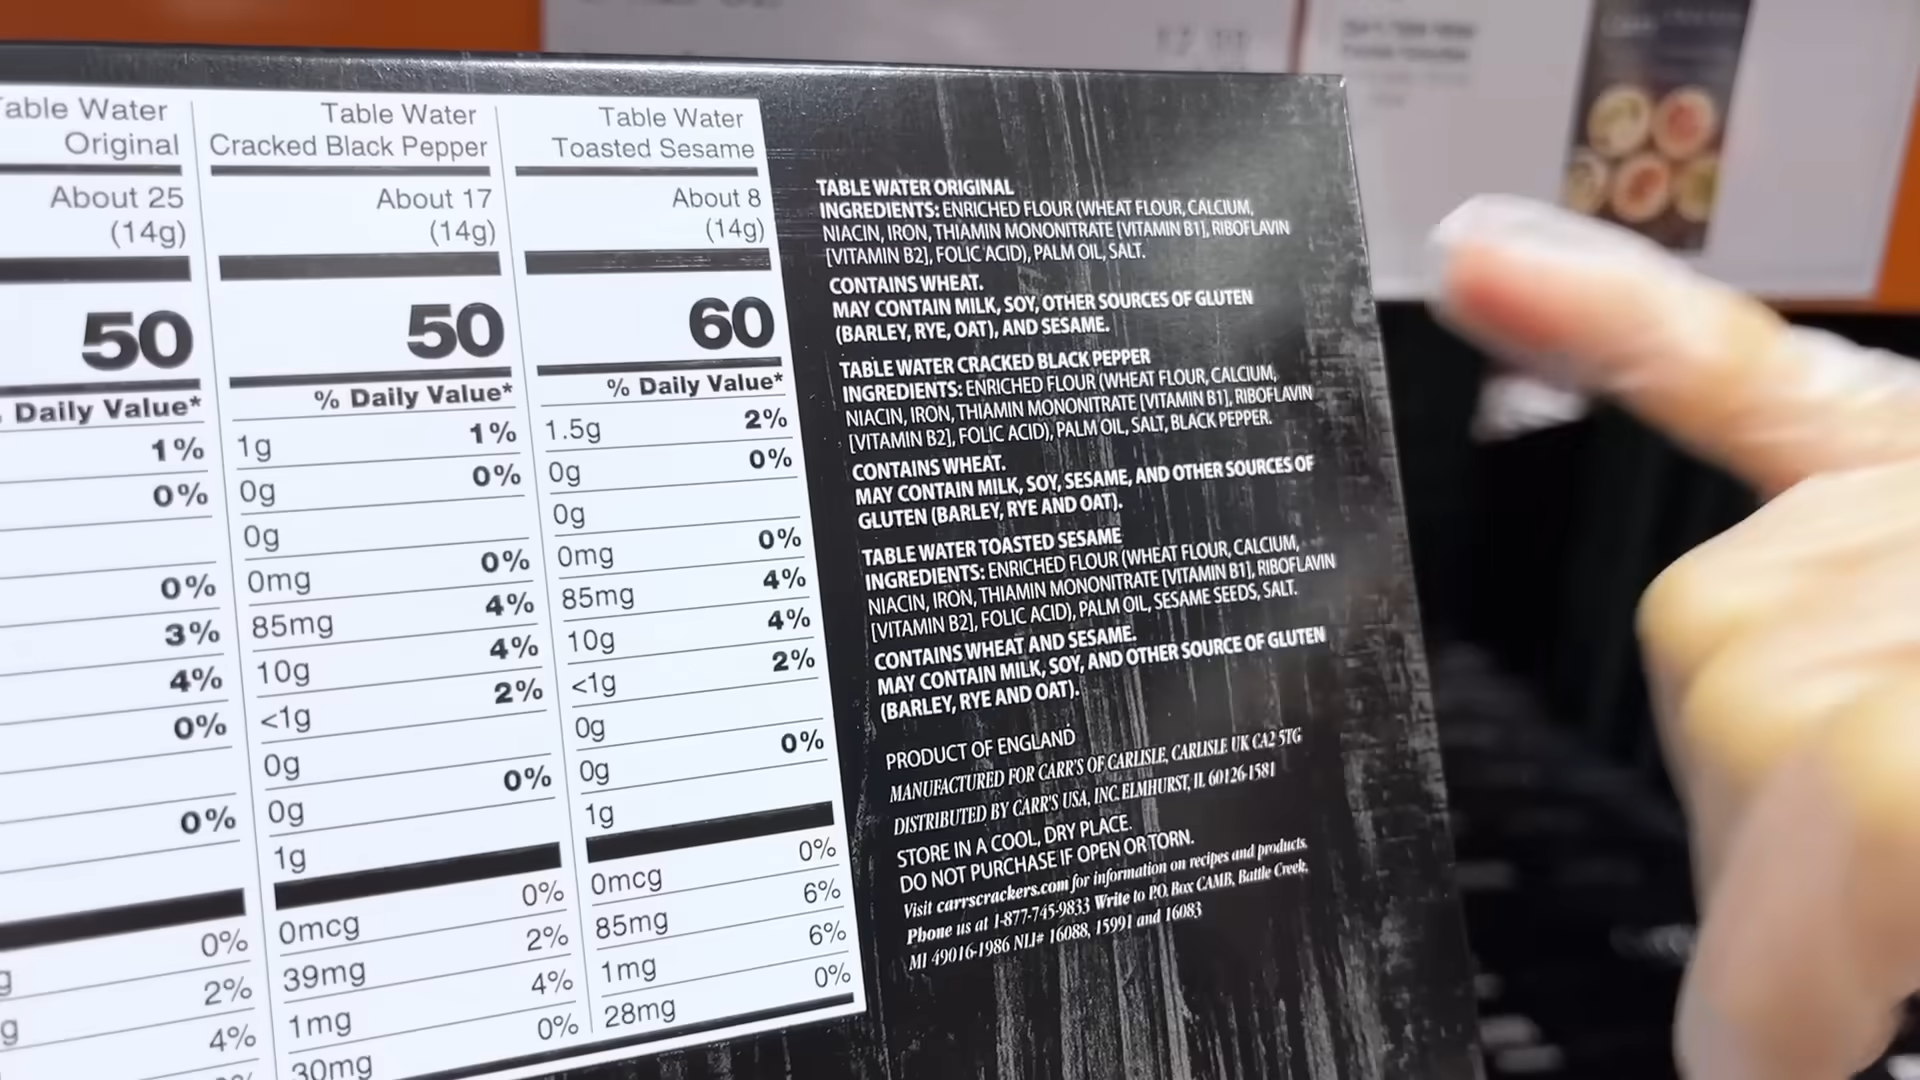 Table Water
Original
About 25
(14g)
50
Daily Value*
1%
0%
0%
3%
4%
0%
0%
0%
2%
4%
Table Water
Cracked Black Pepper
About 17
(14g)
50
% Daily Value*
1g 1%
0g 0%
0g
0mg 0%
85mg 4%
10g 4%
<1g 2%
0g
0g 0%
1g
0mcg 0%
39mg 2%
1mg 4%
30mg 0%
Table Water
Toasted Sesame
About 8
(14g)
60
% Daily Value*
1.5g 2%
0g 0%
0g
0mg 0%
85mg 4%
10g 4%
<1g 2%
0g
0g 0%
1g
0mcg 0%
85mg 6%
1mg 6%
28mg 0%
TABLE WATER ORIGINAL
INGREDIENTS: ENRICHED FLOUR (WHEAT FLOUR, CALCIUM,
NIACIN, IRON, THIAMIN MONONITRATE [VITAMIN B1], RIBOFLAVIN
[VITAMIN B2], FOLIC ACID), PALM OIL, SALT.
CONTAINS WHEAT.
MAY CONTAIN MILK, SOY, OTHER SOURCES OF GLUTEN
(BARLEY, RYE, OAT), AND SESAME.
TABLE WATER CRACKED BLACK PEPPER
INGREDIENTS: ENRICHED FLOUR (WHEAT FLOUR, CALCIUM,
NIACIN, IRON, THIAMIN MONONITRATE [VITAMIN B1], RIBOFLAVIN
[VITAMIN B2], FOLIC ACID), PALM OIL, SALT, BLACK PEPPER.
CONTAINS WHEAT.
MAY CONTAIN MILK, SOY, SESAME, AND OTHER SOURCES OF
GLUTEN (BARLEY, RYE AND OAT).
TABLE WATER TOASTED SESAME
INGREDIENTS: ENRICHED FLOUR (WHEAT FLOUR, CALCIUM,
NIACIN, IRON, THIAMIN MONONITRATE [VITAMIN B1], RIBOFLAVIN
[VITAMIN B2], FOLIC ACID), PALM OIL, SESAME SEEDS, SALT.
CONTAINS WHEAT AND SESAME.
MAY CONTAIN MILK, SOY, AND OTHER SOURCE OF GLUTEN
(BARLEY, RYE AND OAT).
PRODUCT OF ENGLAND
MANUFACTURED FOR CARR'S OF CARLISLE, CARLISLE UK CA2 5TG
DISTRIBUTED BY CARR'S USA, INC. ELMHURST, IL 60126-1581
STORE IN A COOL, DRY PLACE.
DO NOT PURCHASE IF OPEN OR TORN.
Visit carrscrackers.com for information on recipes and products.
Phone us at 1-877-745-9833 Write to P.O. Box CAMB, Battle Creek,
MI 49016-1986 NLI# 16088, 15991 and 16083